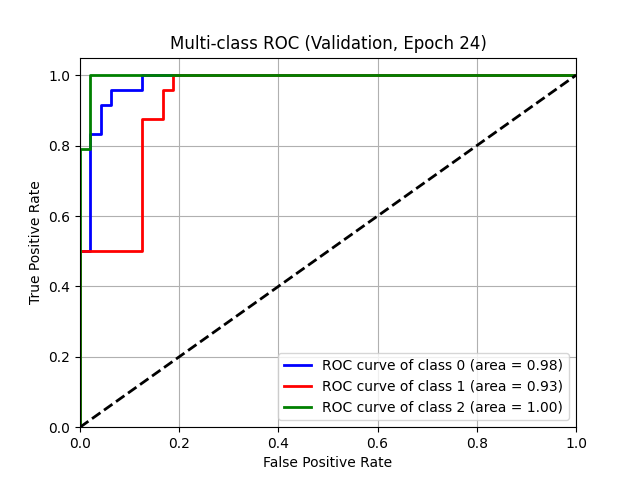 Multi-class ROC (Validation, Epoch 24)
True Positive Rate
1.0
0.8
0.6
0.4
0.2
0.0
ROC curve of class 0 (area = 0.98)
ROC curve of class 1 (area = 0.93)
ROC curve of class 2 (area = 1.00)
0.0 0.2 0.4 0.6 0.8 1.0
False Positive Rate